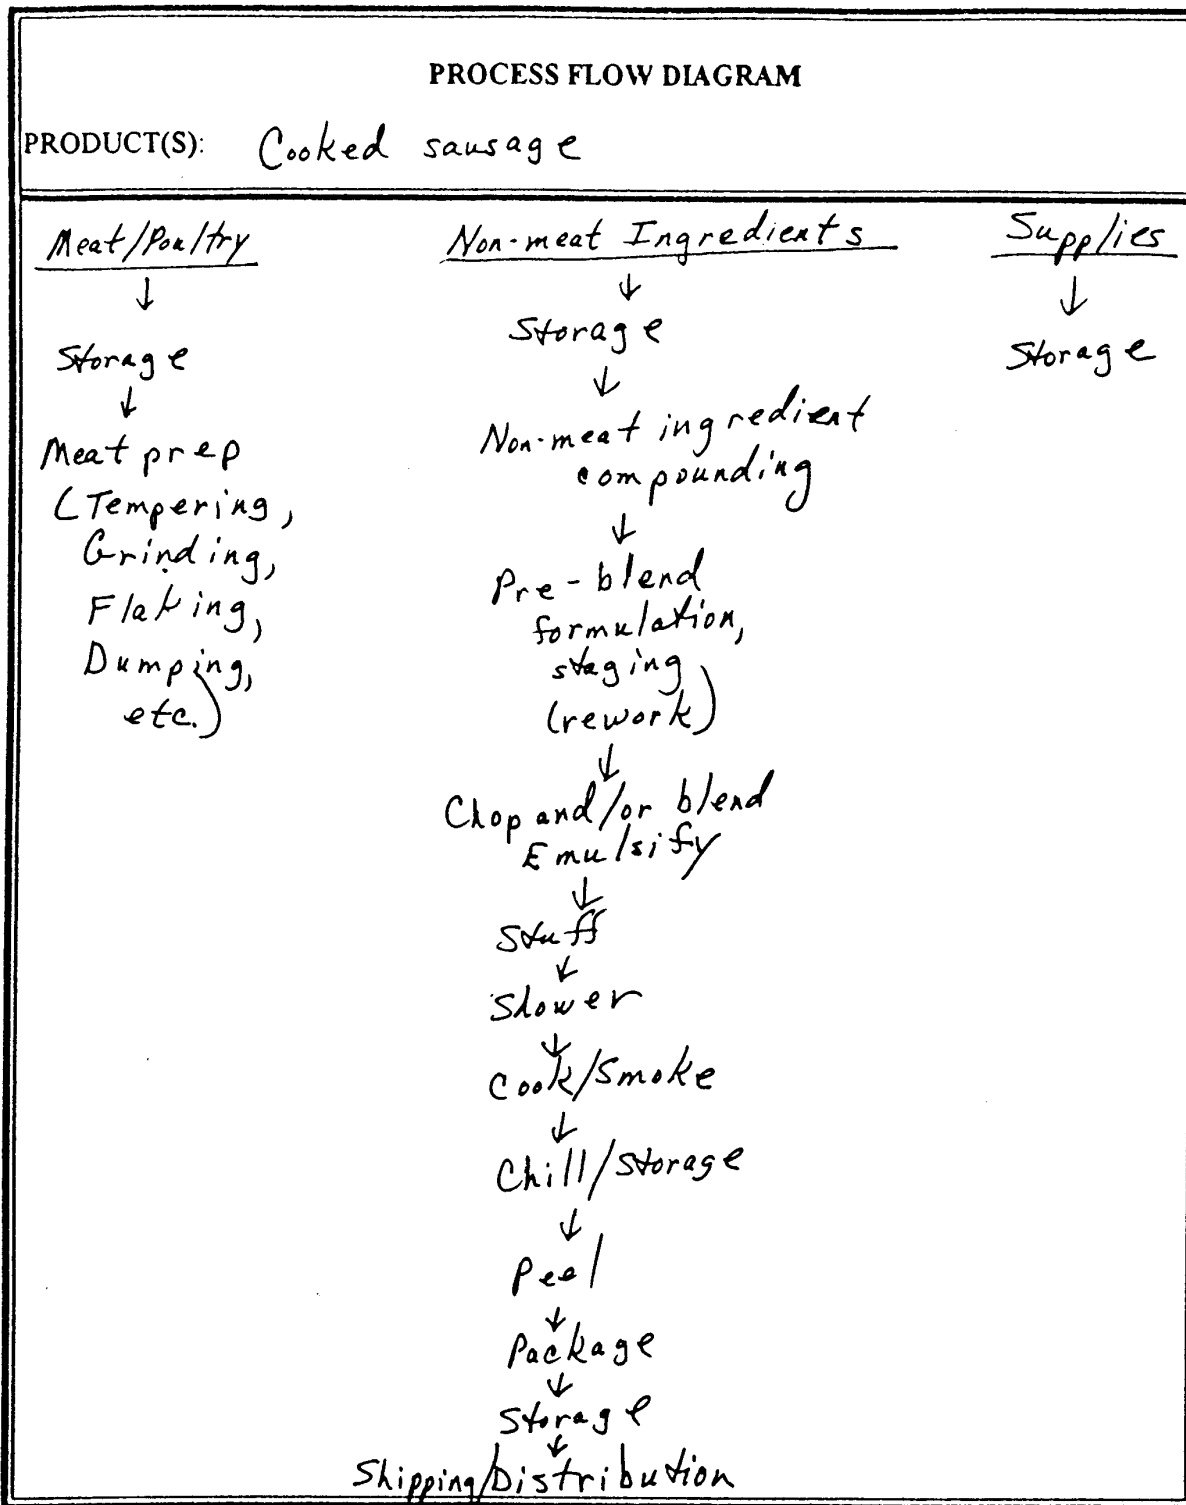 PROCESS FLOW DIAGRAM
PRODUCT(S): Cooked sausage
Meat/Poultry
↓
Storage
↓
Meat prep
(Tempering,
Grinding,
Flaking,
Dumping,
etc.)
Non-meat Ingredients
↓
Storage
↓
Non-meat ingredient
compounding
↓
Pre-blend
formulation,
staging
(rework)
↓
Chop and/or blend
Emulsify
↓
Stuff
↓
Shower
↓
Cook/Smoke
↓
Chill/Storage
↓
Peel
↓
Package
↓
Storage
↓
Shipping/Distribution
Supplies
↓
Storage